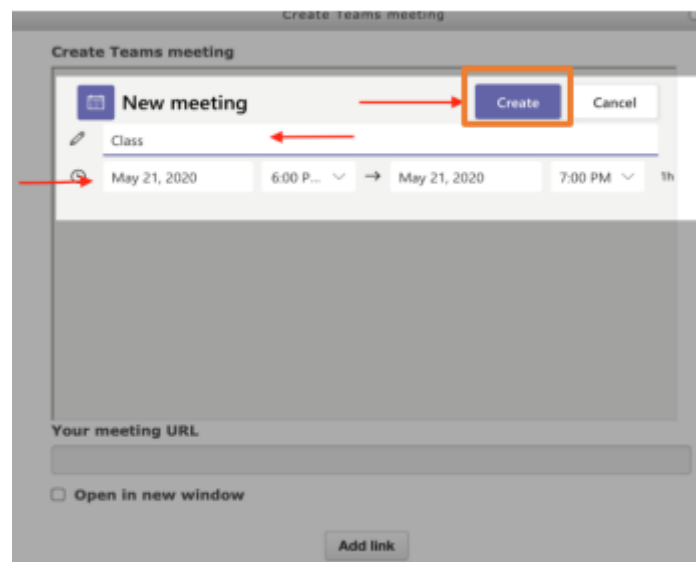 Create Teams meeting
Create Teams meeting
New meeting
Create
Cancel
Class
May 21, 2020 6:00 P... → May 21, 2020 7:00 PM 1h
Your meeting URL
Open in new window
Add link